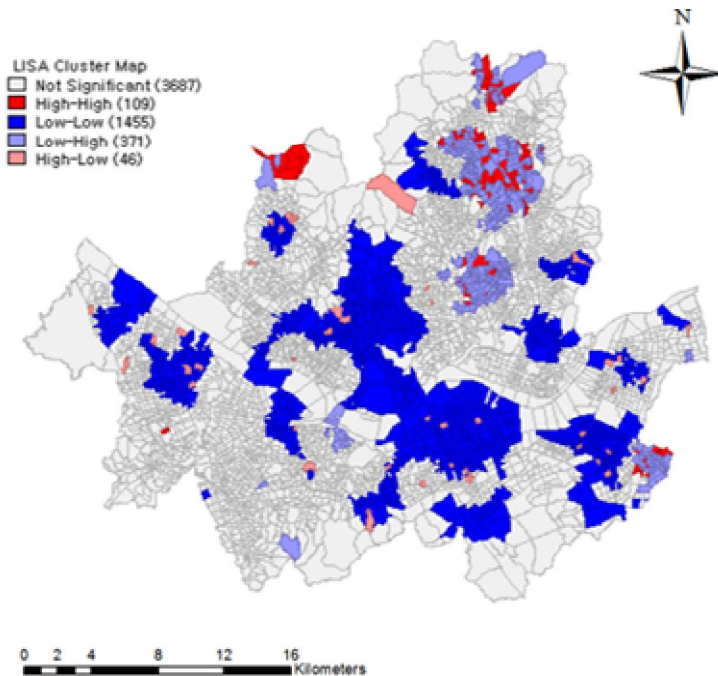 N
LISA Cluster Map
Not Significant (3687)
High-High (109)
Low-Low (1455)
Low-High (371)
High-Low (46)
0 2 4 8 12 16
Kilometers